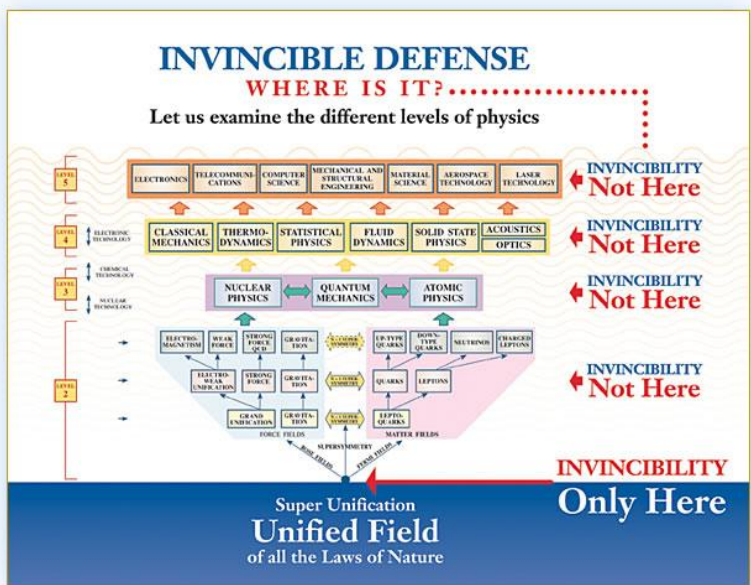 INVINCIBLE DEFENSE
WHERE IS IT?
Let us examine the different levels of physics
LEVEL
5
ELECTRONICS
TELECOMMUNI-
CATIONS
COMPUTER
SCIENCE
MECHANICAL AND
STRUCTURAL
ENGINEERING
MATERIAL
SCIENCE
AEROSPACE
TECHNOLOGY
LASER
TECHNOLOGY
INVINCIBILITY
Not Here
LEVEL
4
ELECTRONIC
TECHNOLOGY
CLASSICAL
MECHANICS
THERMO-
DYNAMICS
STATISTICAL
PHYSICS
FLUID
DYNAMICS
SOLID STATE
PHYSICS
ACOUSTICS
OPTICS
INVINCIBILITY
Not Here
CHEMICAL
TECHNOLOGY
LEVEL
3
NUCLEAR
TECHNOLOGY
NUCLEAR
PHYSICS
QUANTUM
MECHANICS
ATOMIC
PHYSICS
INVINCIBILITY
Not Here
LEVEL
2
ELECTRO-
MAGNETISM
WEAK
FORCE
STRONG
FORCE
QCD
GRAVITA-
TION
UP-TYPE
QUARKS
DOWN-
TYPE
QUARKS
NEUTRINOS
CHARGED
LEPTONS
ELECTRO-
WEAK
UNIFICATION
STRONG
FORCE
GRAVITA-
TION
QUARKS
LEPTONS
INVINCIBILITY
Not Here
GRAND
UNIFICATION
GRAVITA-
TION
LEPTO-
QUARKS
FORCE FIELDS
MATTER FIELDS
SUPERSYMMETRY
BOSE FIELDS
FERMI FIELDS
INVINCIBILITY
Only Here
Super Unification
Unified Field
of all the Laws of Nature